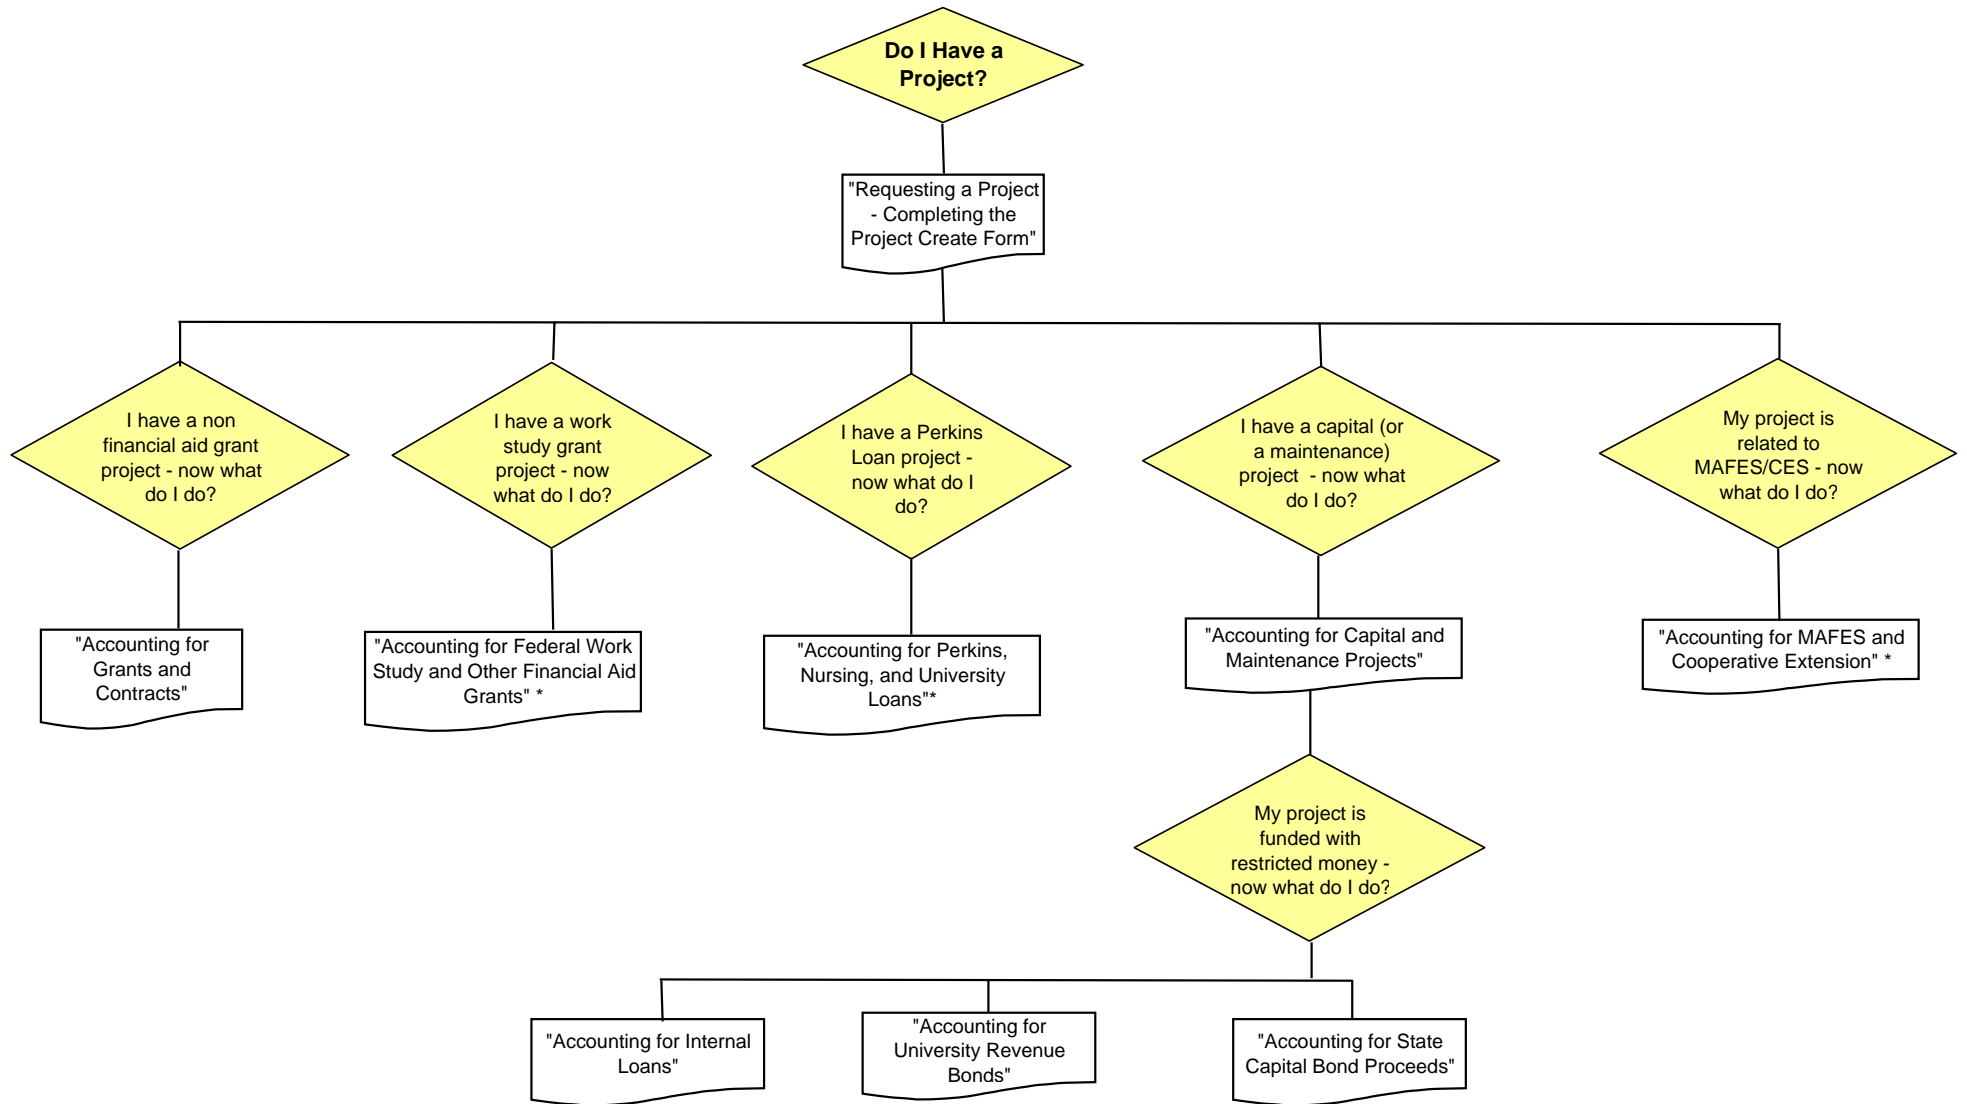 Do I Have a
Project?
"Requesting a Project
- Completing the
Project Create Form"
I have a non
financial aid grant
project - now what
do I do?
I have a work
study grant
project - now
what do I do?
I have a Perkins
Loan project -
now what do I
do?
I have a capital (or
a maintenance)
project  - now what
do I do?
My project is
related to
MAFES/CES - now
what do I do?
"Accounting for
Grants and
Contracts"
"Accounting for Federal Work
Study and Other Financial Aid
Grants" *
"Accounting for Perkins,
Nursing, and University
Loans"*
"Accounting for Capital and
Maintenance Projects"
"Accounting for MAFES and
Cooperative Extension" *
My project is
funded with
restricted money -
now what do I do?
"Accounting for Internal
Loans"
"Accounting for
University Revenue
Bonds"
"Accounting for State
Capital Bond Proceeds"